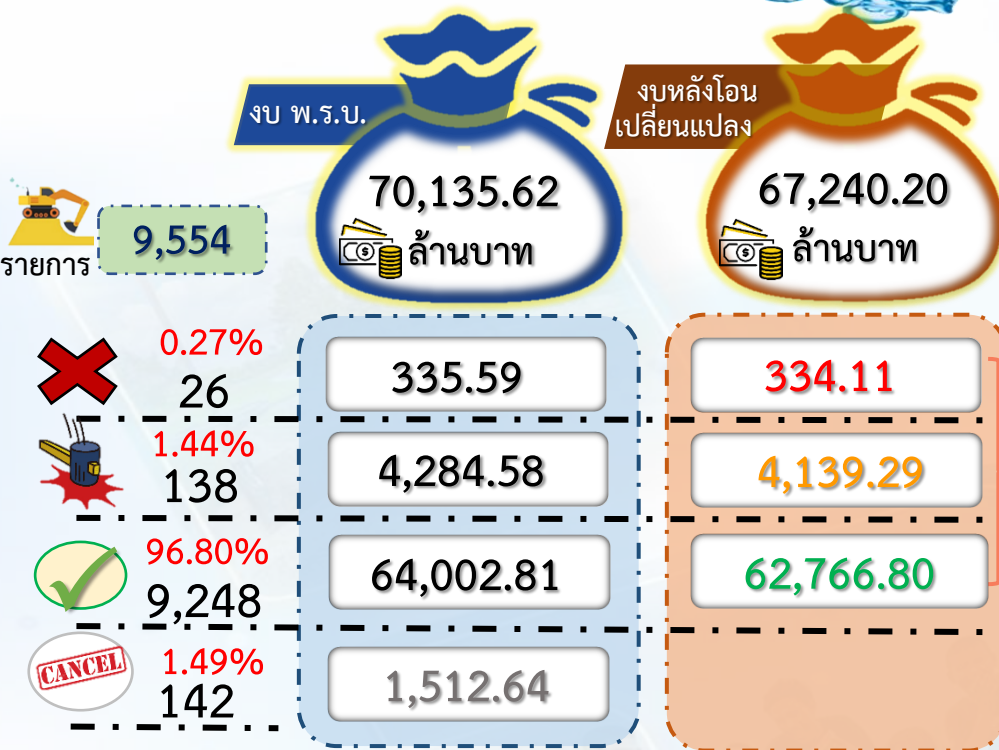 งบ พ.ร.บ.
70,135.62
ล้านบาท
งบหลังโอน
เปลี่ยนแปลง
67,240.20
ล้านบาท
รายการ
9,554
0.27%
26
335.59
334.11
1.44%
138
4,284.58
4,139.29
96.80%
9,248
64,002.81
62,766.80
CANCEL
1.49%
142
1,512.64